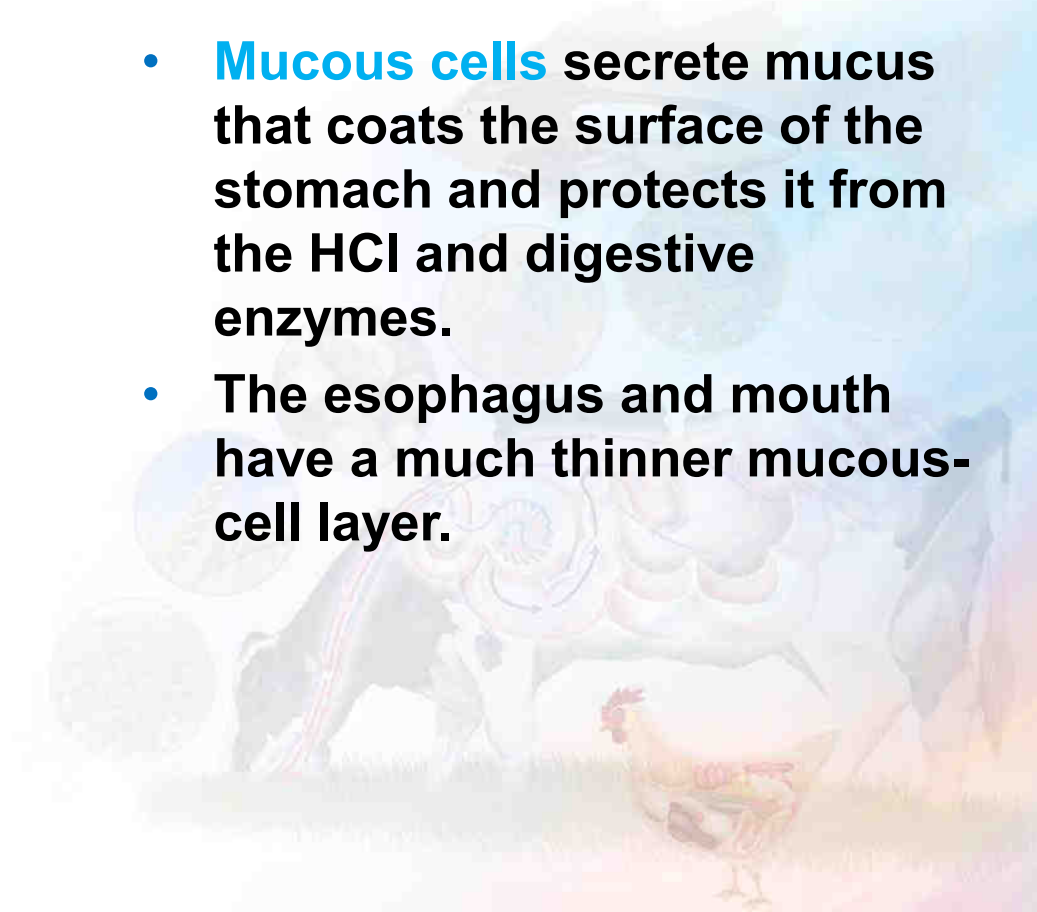 • Mucous cells secrete mucus
that coats the surface of the
stomach and protects it from
the HCl and digestive
enzymes.
• The esophagus and mouth
have a much thinner mucous-
cell layer.